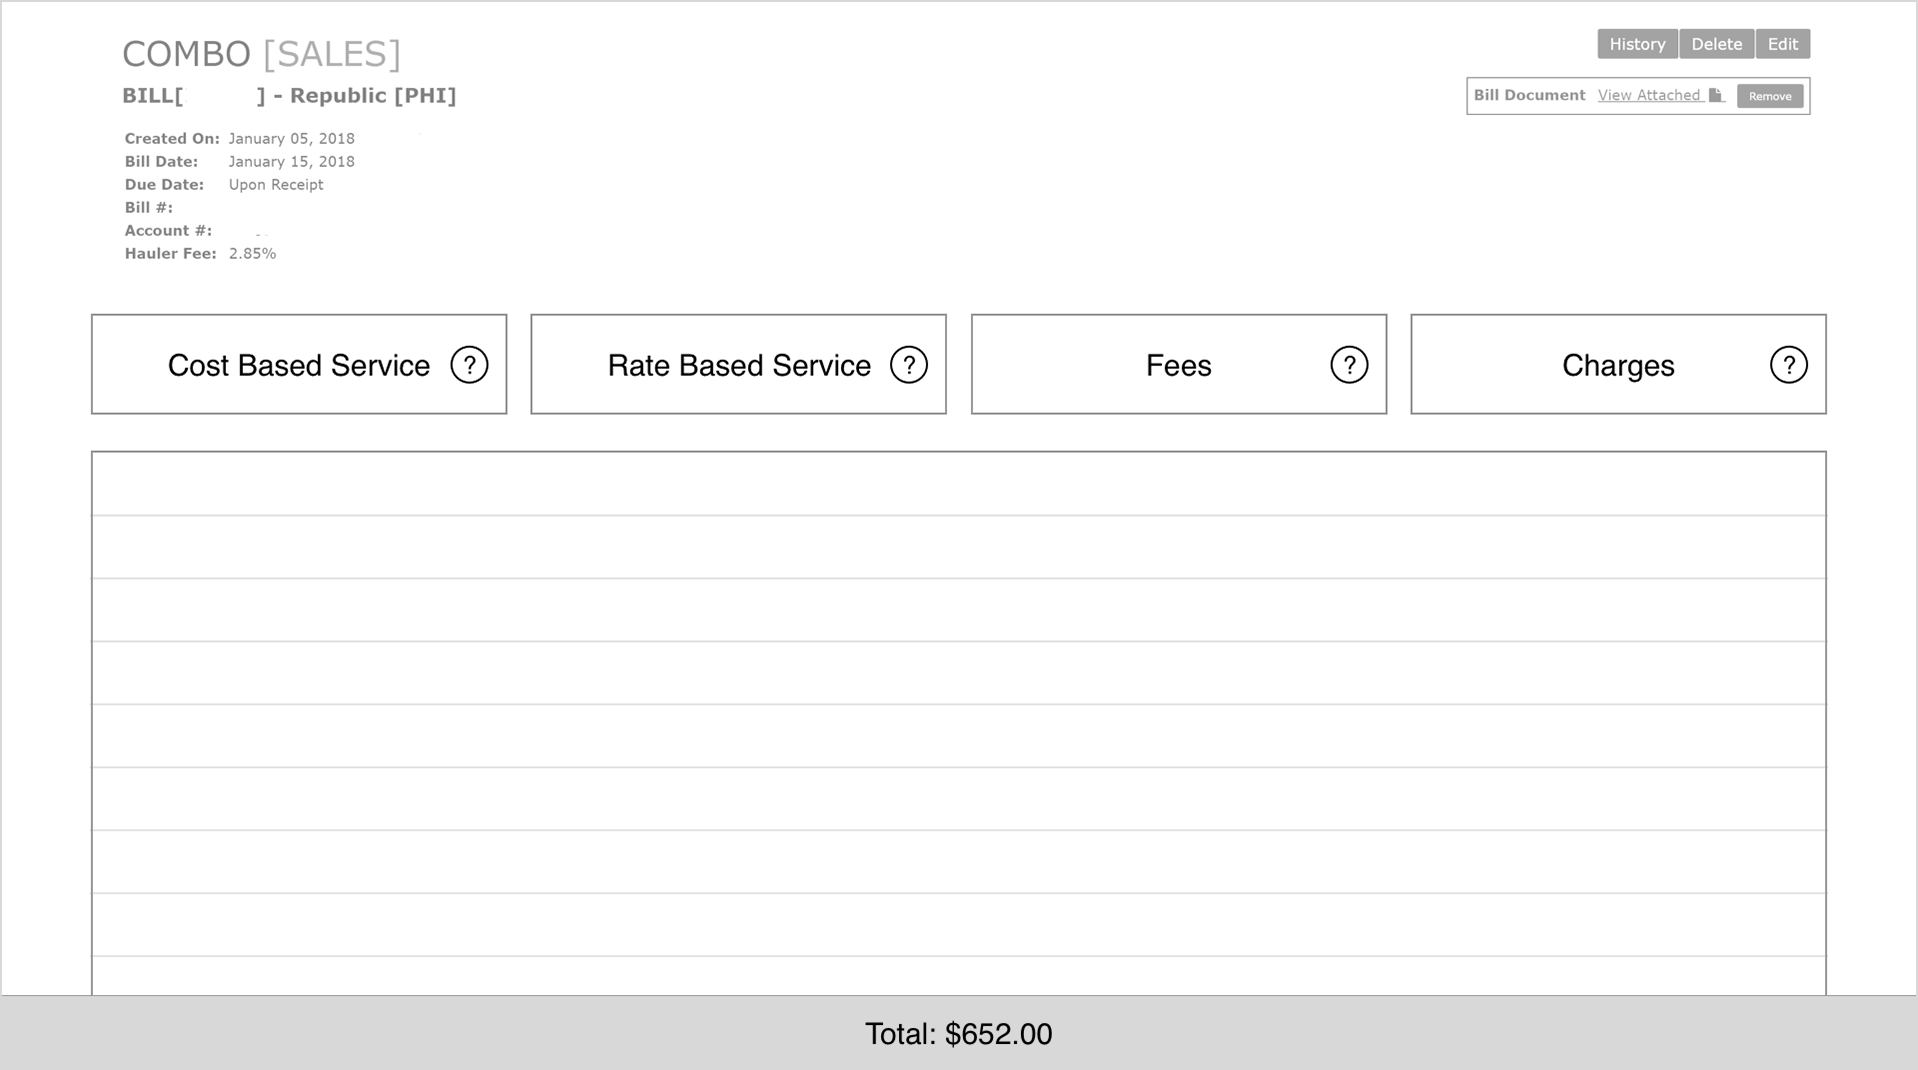 COMBO [SALES]
BILL[ ] - Republic [PHI]
History Delete Edit
Bill Document View Attached Remove
Created On: January 05, 2018
Bill Date: January 15, 2018
Due Date: Upon Receipt
Bill #:
Account #:
Hauler Fee: 2.85%
Cost Based Service ? Rate Based Service ? Fees ? Charges ?
Total: $652.00